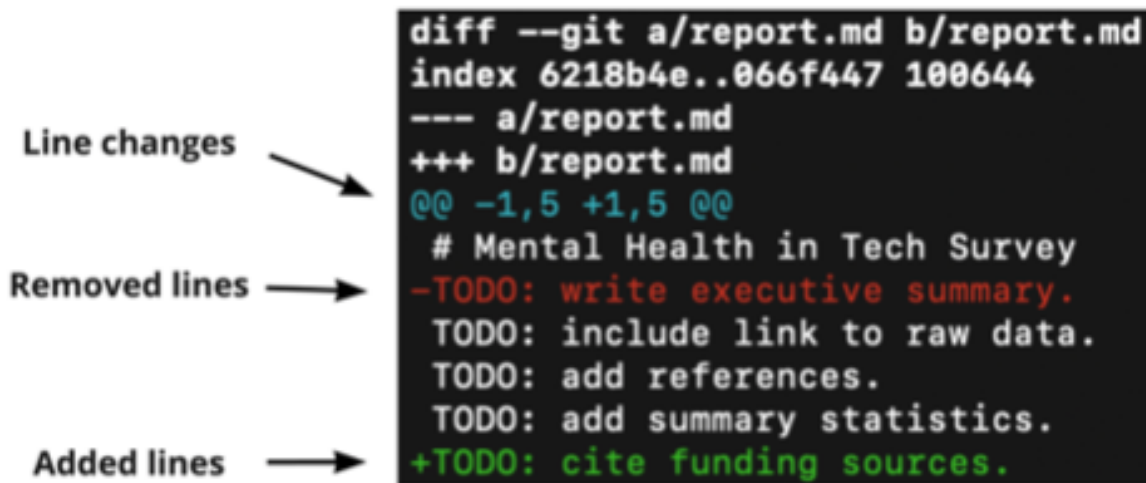 diff --git a/report.md b/report.md
index 6218b4e..066f447 100644
--- a/report.md
+++ b/report.md
Line changes
@@ -1,5 +1,5 @@
# Mental Health in Tech Survey
Removed lines
-TODO: write executive summary.
TODO: include link to raw data.
TODO: add references.
TODO: add summary statistics.
Added lines
+TODO: cite funding sources.